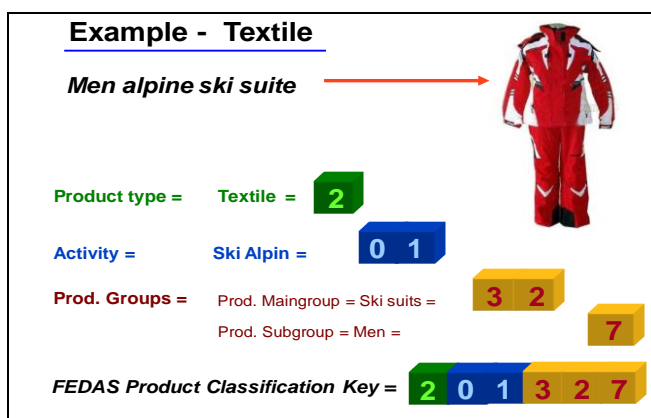 Example - Textile
Men alpine ski suite
Product type = Textile = 2
Activity = Ski Alpin = 0 1
Prod. Groups = Prod. Maingroup = Ski suits = 3 2
Prod. Subgroup = Men = 7
FEDAS Product Classification Key = 2 0 1 3 2 7